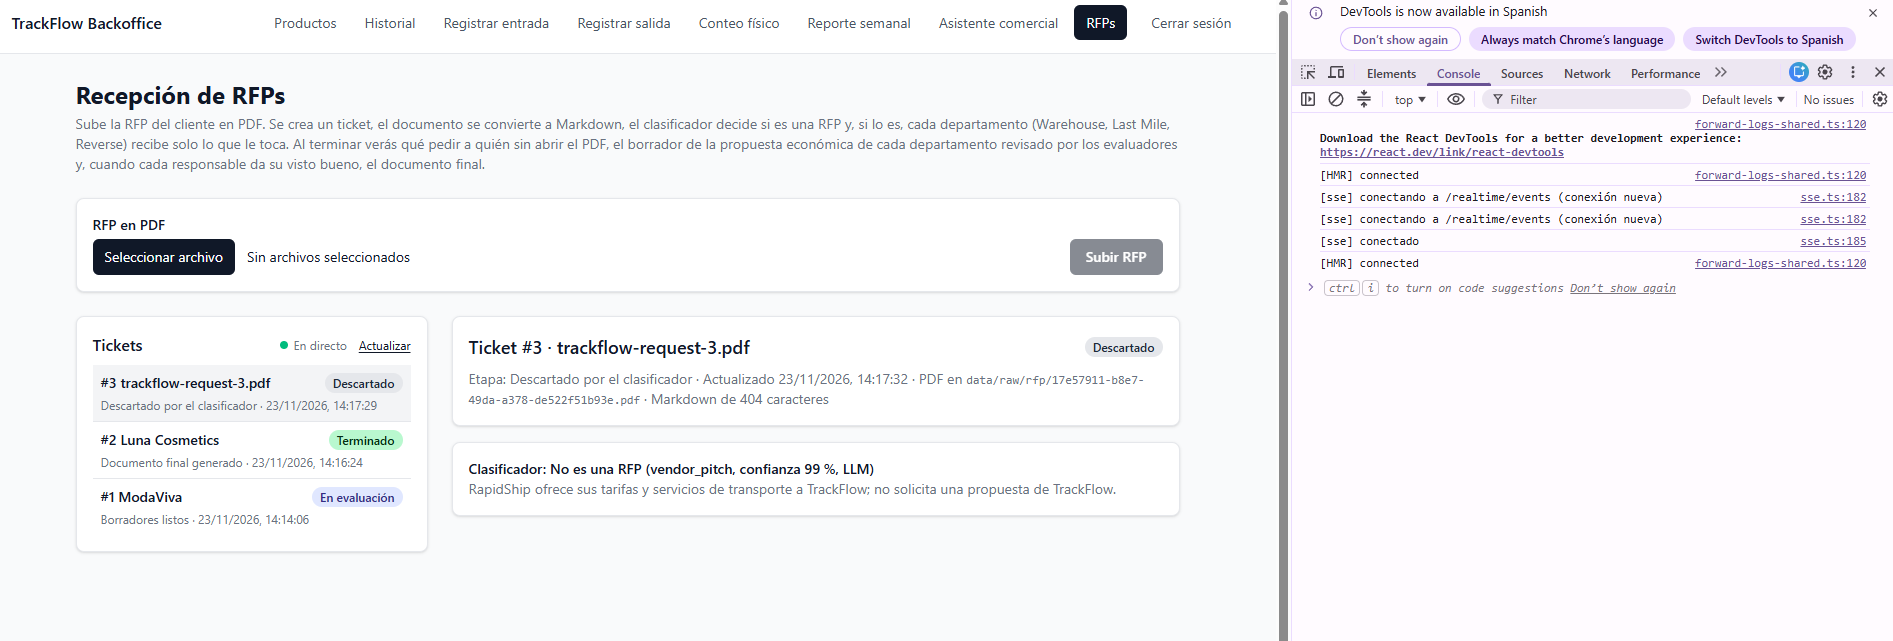 TrackFlow Backoffice
Productos
Historial
Registrar entrada
Registrar salida
Conteo físico
Reporte semanal
Asistente comercial
RFPs
Cerrar sesión
Recepción de RFPs
Sube la RFP del cliente en PDF. Se crea un ticket, el documento se convierte a Markdown, el clasificador decide si es una RFP y, si lo es, cada departamento (Warehouse, Last Mile,
Reverse) recibe solo lo que le toca. Al terminar verás qué pedir a quién sin abrir el PDF, el borrador de la propuesta económica de cada departamento revisado por los evaluadores
y, cuando cada responsable da su visto bueno, el documento final.
RFP en PDF
Seleccionar archivo
Sin archivos seleccionados
Subir RFP
Tickets
En directo
Actualizar
#3 trackflow-request-3.pdf
Descartado
Descartado por el clasificador · 23/11/2026, 14:17:29
#2 Luna Cosmetics
Terminado
Documento final generado · 23/11/2026, 14:16:24
#1 ModaViva
En evaluación
Borradores listos · 23/11/2026, 14:14:06
Ticket #3 · trackflow-request-3.pdf
Descartado
Etapa: Descartado por el clasificador · Actualizado 23/11/2026, 14:17:32 · PDF en data/raw/rfp/17e57911-b8e7-
49da-a378-de522f51b93e.pdf · Markdown de 404 caracteres
Clasificador: No es una RFP (vendor_pitch, confianza 99 %, LLM)
RapidShip ofrece sus tarifas y servicios de transporte a TrackFlow; no solicita una propuesta de TrackFlow.
DevTools is now available in Spanish
Don't show again
Always match Chrome's language
Switch DevTools to Spanish
Elements
Console
Sources
Network
Performance
top
Filter
Default levels
No issues
forward-logs-shared.ts:120
Download the React DevTools for a better development experience:
https://react.dev/link/react-devtools
[HMR] connected
forward-logs-shared.ts:120
[sse] conectando a /realtime/events (conexión nueva)
sse.ts:182
[sse] conectando a /realtime/events (conexión nueva)
sse.ts:182
[sse] conectado
sse.ts:185
[HMR] connected
forward-logs-shared.ts:120
ctrl i to turn on code suggestions Don't show again